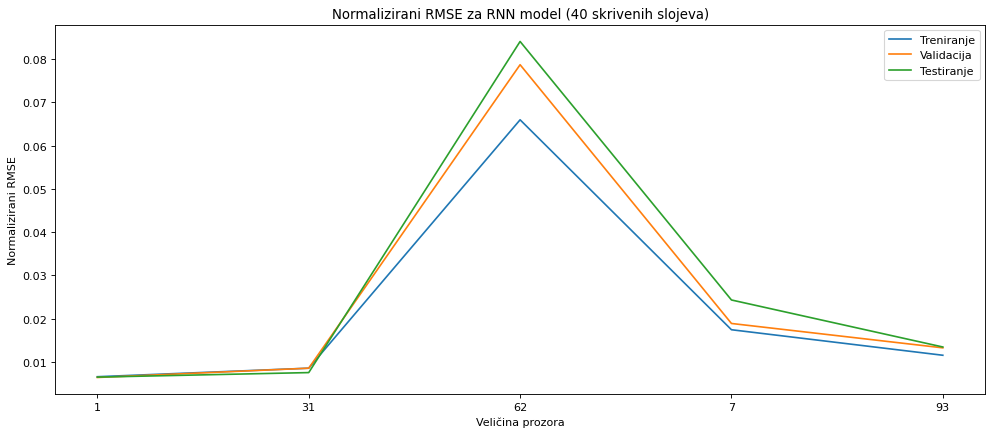 Normalizirani RMSE za RNN model (40 skrivenih slojeva)
Treniranje
Validacija
Testiranje
Normalizirani RMSE
0.08
0.07
0.06
0.05
0.04
0.03
0.02
0.01
1
31
62
7
93
Veličina prozora